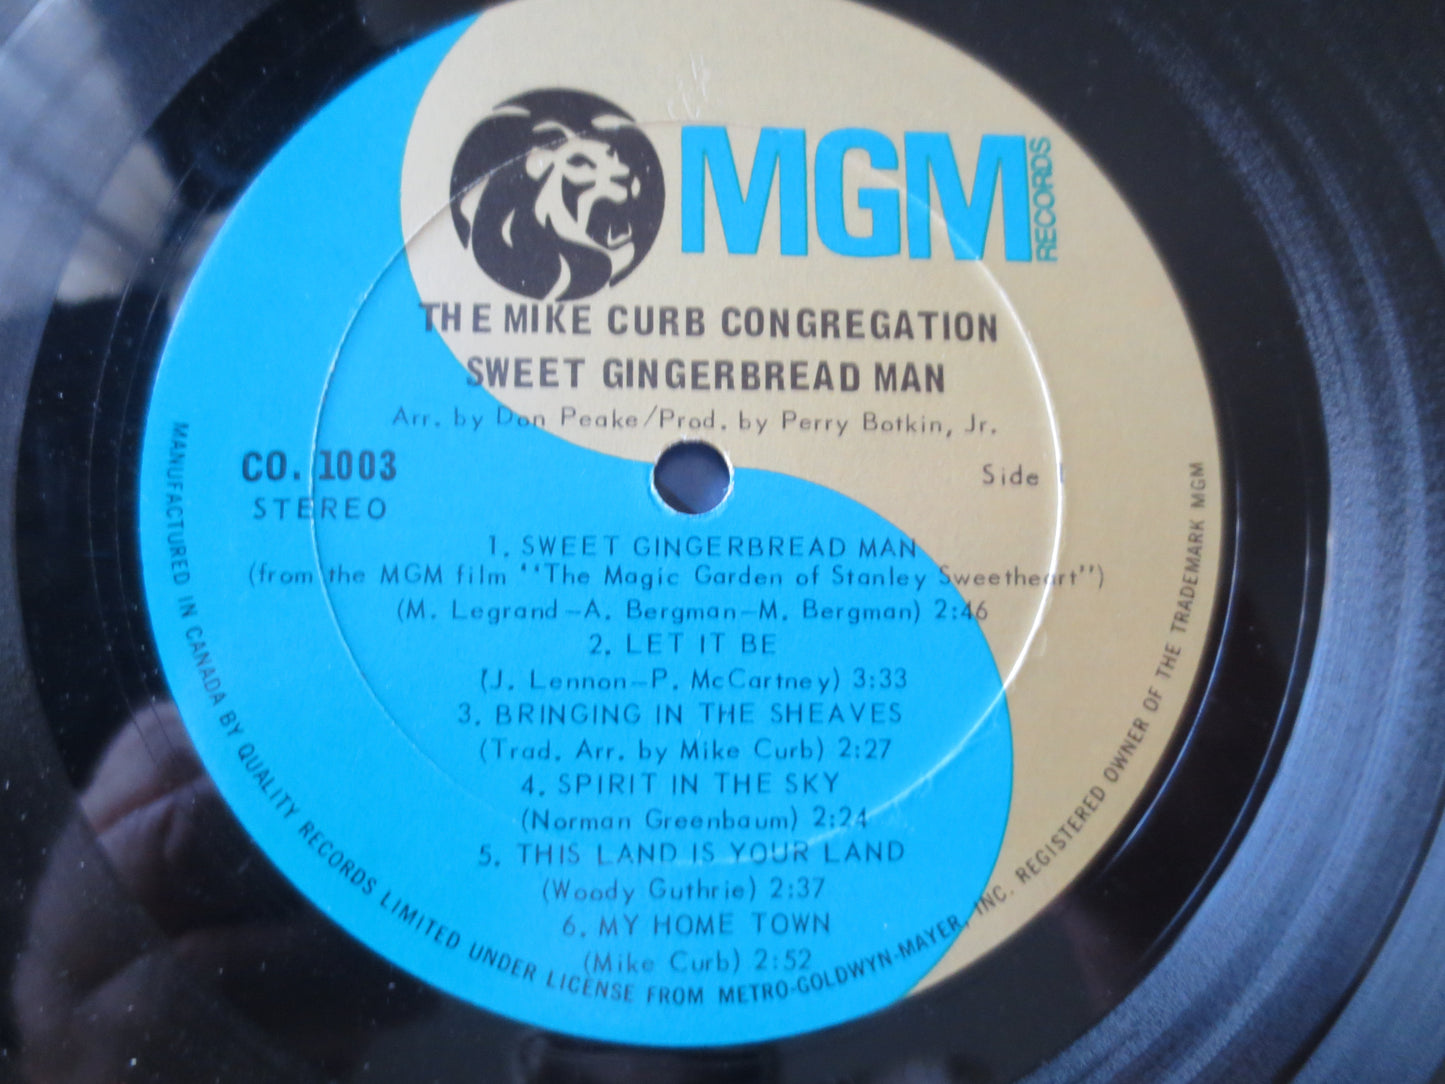 MGM
RECORDS
THE MIKE CURB CONGREGATION
SWEET GINGERBREAD MAN
Arr. by Don Peake/Prod. by Perry Botkin, Jr.
CO. 1003
STEREO
Side 1
1. SWEET GINGERBREAD MAN
(from the MGM film "The Magic Garden of Stanley Sweetheart")
(M. Legrand-A. Bergman-M. Bergman) 2:46
2. LET IT BE
(J. Lennon-P. McCartney) 3:33
3. BRINGING IN THE SHEAVES
(Trad. Arr. by Mike Curb) 2:27
4. SPIRIT IN THE SKY
(Norman Greenbaum) 2:24
5. THIS LAND IS YOUR LAND
(Woody Guthrie) 2:37
6. MY HOME TOWN
(Mike Curb) 2:52
MANUFACTURED IN CANADA BY QUALITY RECORDS LIMITED UNDER LICENSE FROM METRO-GOLDWYN-MAYER, INC. REGISTERED OWNER OF THE TRADEMARK MGM